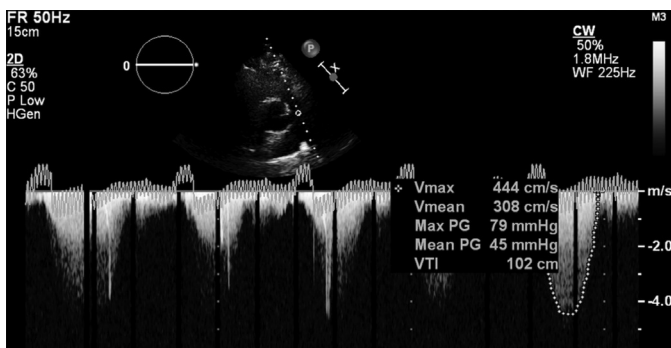 FR 50Hz
15cm
2D
63%
C 50
P Low
HGen
0
P
X
M3
CW
50%
1.8MHz
WF 225Hz
Vmax 444 cm/s
Vmean 308 cm/s
Max PG 79 mmHg
Mean PG 45 mmHg
VTI 102 cm
m/s
-2.0
-4.0